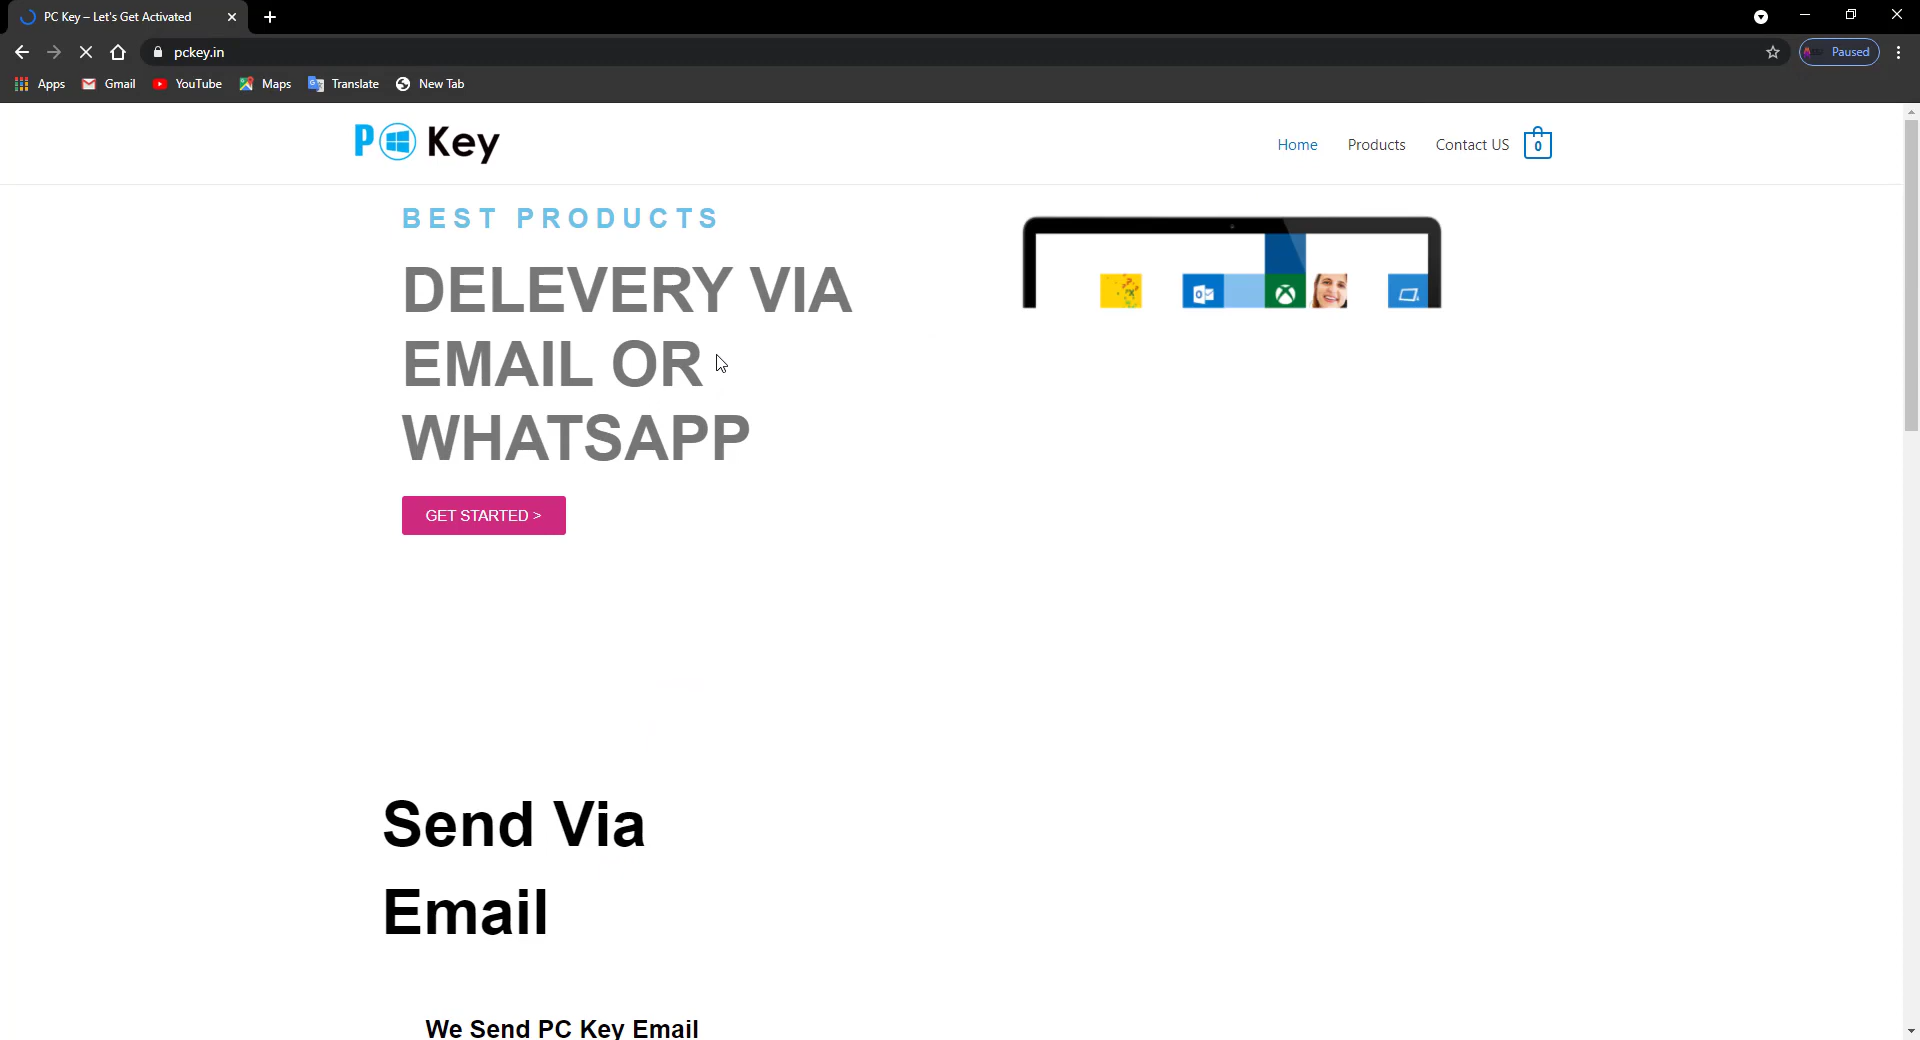 PC Key – Let's Get Activated
pckey.in
Paused
Apps
Gmail
YouTube
Maps
Translate
New Tab
P Key
Home
Products
Contact US
0
BEST PRODUCTS
DELEVERY VIA
EMAIL OR
WHATSAPP
GET STARTED >
Send Via
Email
We Send PC Key Email